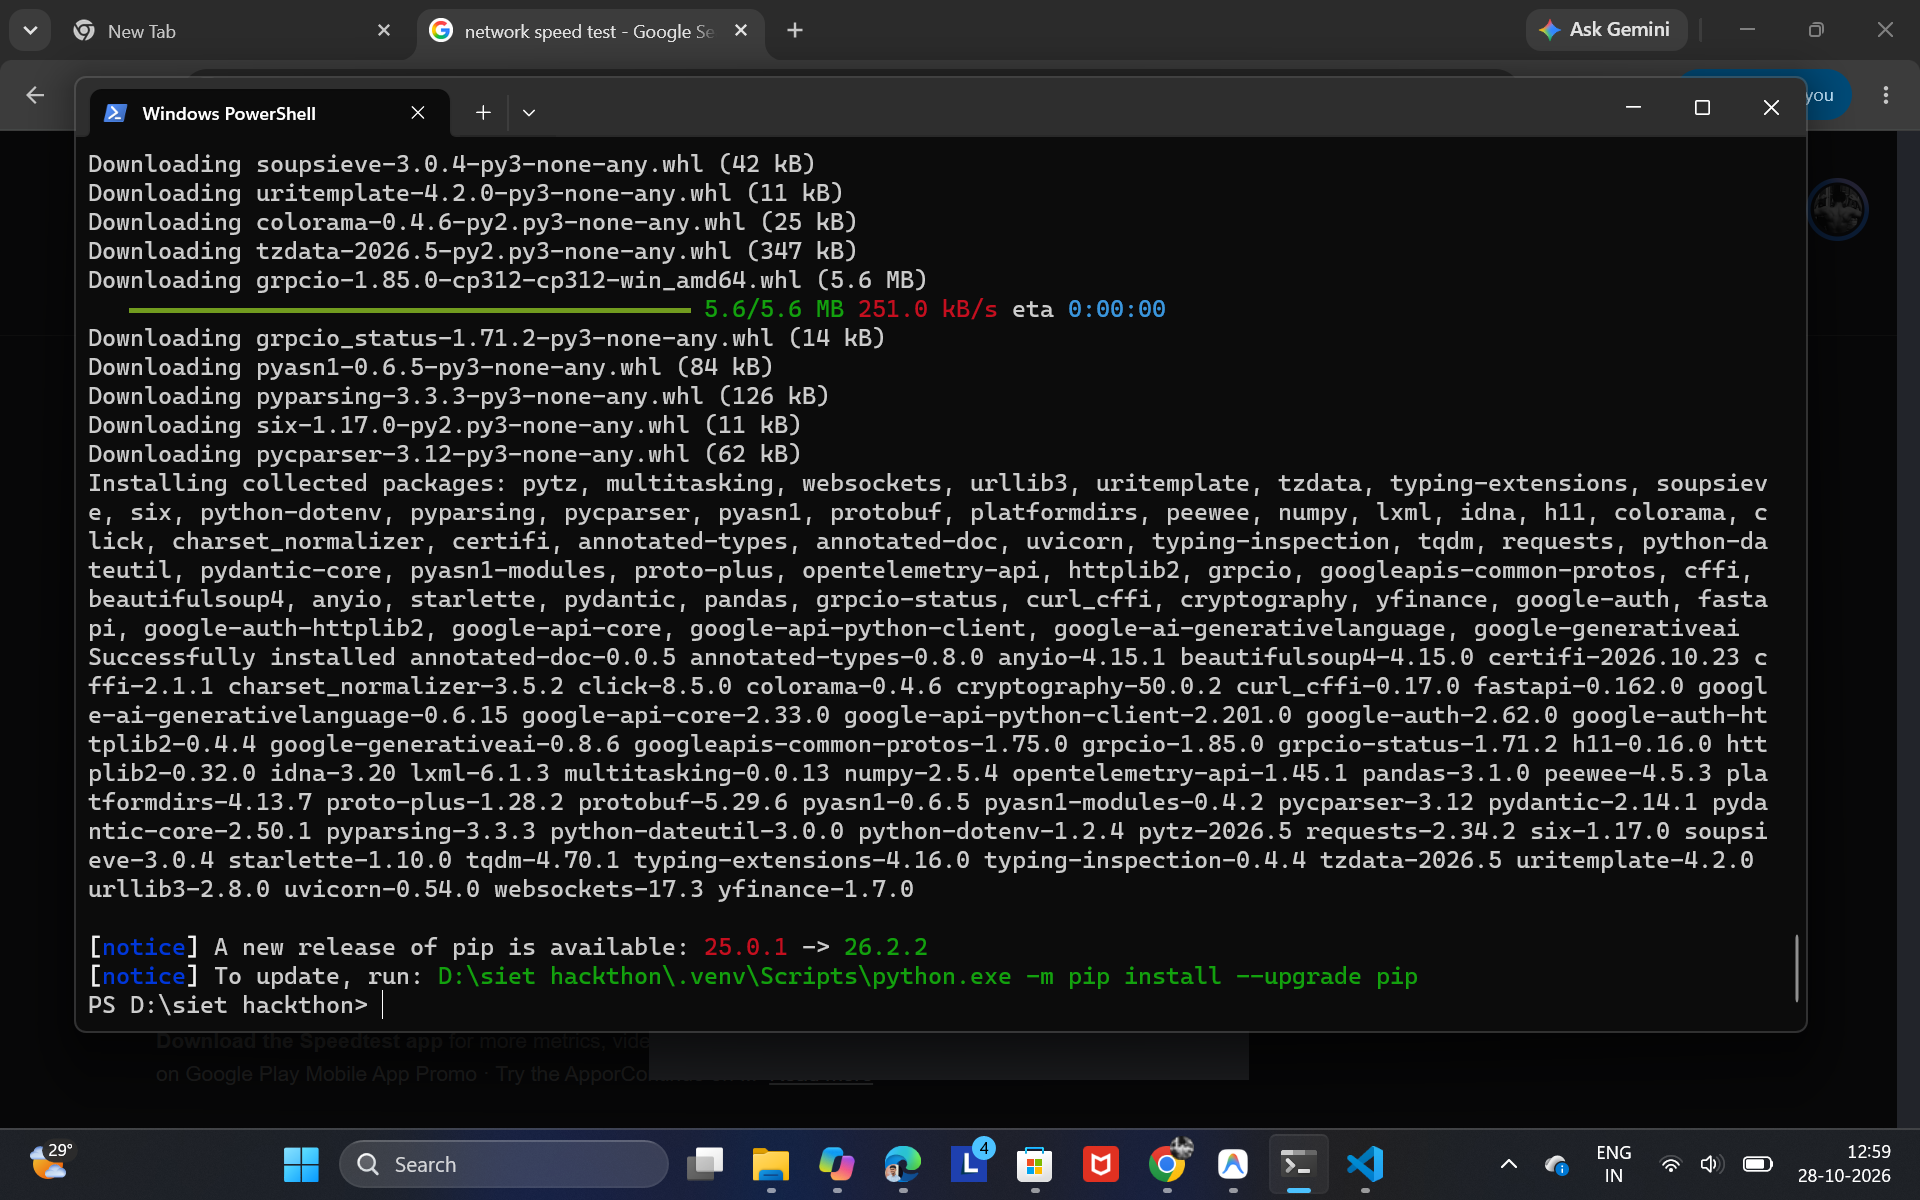 New Tab
network speed test - Google Se
Ask Gemini
you
Windows PowerShell
Downloading soupsieve-3.0.4-py3-none-any.whl (42 kB)
Downloading uritemplate-4.2.0-py3-none-any.whl (11 kB)
Downloading colorama-0.4.6-py2.py3-none-any.whl (25 kB)
Downloading tzdata-2026.5-py2.py3-none-any.whl (347 kB)
Downloading grpcio-1.85.0-cp312-cp312-win_amd64.whl (5.6 MB)
5.6/5.6 MB 251.0 kB/s eta 0:00:00
Downloading grpcio_status-1.71.2-py3-none-any.whl (14 kB)
Downloading pyasn1-0.6.5-py3-none-any.whl (84 kB)
Downloading pyparsing-3.3.3-py3-none-any.whl (126 kB)
Downloading six-1.17.0-py2.py3-none-any.whl (11 kB)
Downloading pycparser-3.12-py3-none-any.whl (62 kB)
Installing collected packages: pytz, multitasking, websockets, urllib3, uritemplate, tzdata, typing-extensions, soupsiev
e, six, python-dotenv, pyparsing, pycparser, pyasn1, protobuf, platformdirs, peewee, numpy, lxml, idna, h11, colorama, c
lick, charset_normalizer, certifi, annotated-types, annotated-doc, uvicorn, typing-inspection, tqdm, requests, python-da
teutil, pydantic-core, pyasn1-modules, proto-plus, opentelemetry-api, httplib2, grpcio, googleapis-common-protos, cffi,
beautifulsoup4, anyio, starlette, pydantic, pandas, grpcio-status, curl_cffi, cryptography, yfinance, google-auth, fasta
pi, google-auth-httplib2, google-api-core, google-api-python-client, google-ai-generativelanguage, google-generativeai
Successfully installed annotated-doc-0.0.5 annotated-types-0.8.0 anyio-4.15.1 beautifulsoup4-4.15.0 certifi-2026.10.23 c
ffi-2.1.1 charset_normalizer-3.5.2 click-8.5.0 colorama-0.4.6 cryptography-50.0.2 curl_cffi-0.17.0 fastapi-0.162.0 googl
e-ai-generativelanguage-0.6.15 google-api-core-2.33.0 google-api-python-client-2.201.0 google-auth-2.62.0 google-auth-ht
tplib2-0.4.4 google-generativeai-0.8.6 googleapis-common-protos-1.75.0 grpcio-1.85.0 grpcio-status-1.71.2 h11-0.16.0 htt
plib2-0.32.0 idna-3.20 lxml-6.1.3 multitasking-0.0.13 numpy-2.5.4 opentelemetry-api-1.45.1 pandas-3.1.0 peewee-4.5.3 pla
tformdirs-4.13.7 proto-plus-1.28.2 protobuf-5.29.6 pyasn1-0.6.5 pyasn1-modules-0.4.2 pycparser-3.12 pydantic-2.14.1 pyda
ntic-core-2.50.1 pyparsing-3.3.3 python-dateutil-3.0.0 python-dotenv-1.2.4 pytz-2026.5 requests-2.34.2 six-1.17.0 soupsi
eve-3.0.4 starlette-1.10.0 tqdm-4.70.1 typing-extensions-4.16.0 typing-inspection-0.4.4 tzdata-2026.5 uritemplate-4.2.0
urllib3-2.8.0 uvicorn-0.54.0 websockets-17.3 yfinance-1.7.0
[notice] A new release of pip is available: 25.0.1 -> 26.2.2
[notice] To update, run: D:\siet hackthon\.venv\Scripts\python.exe -m pip install --upgrade pip
PS D:\siet hackthon>
Download the Speedtest app for more metrics, vide
on Google Play Mobile App Promo · Try the
29°
Search
4
ENG
IN
12:59
28-10-2026